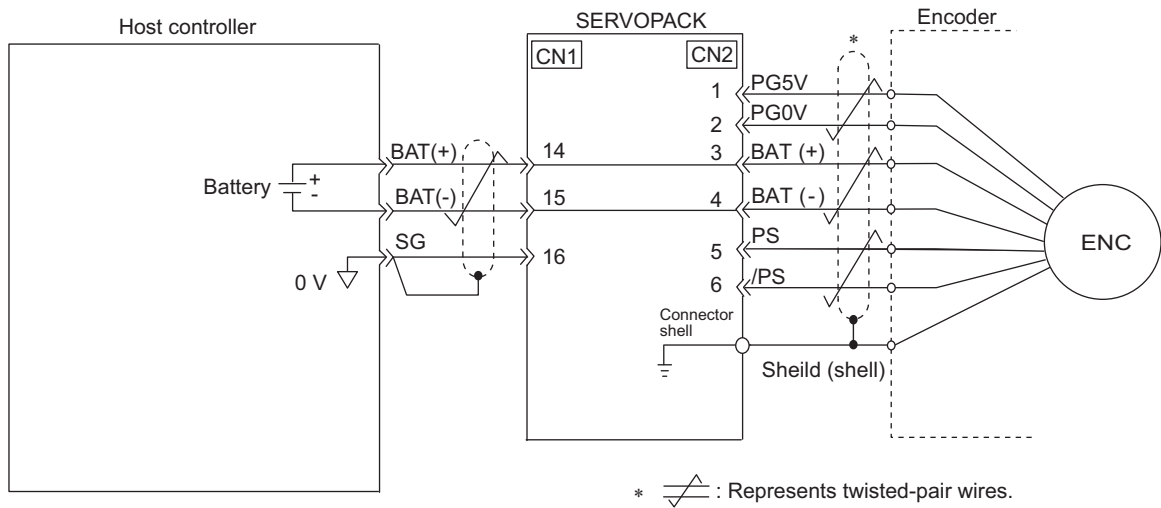 Host controller
SERVOPACK
Encoder
CN1
CN2
*
1
PG5V
2
PG0V
BAT(+)
14
3
BAT (+)
Battery
+
-
BAT(-)
15
4
BAT (-)
SG
16
5
PS
ENC
0 V
6
/PS
Connector
shell
Sheild (shell)
* : Represents twisted-pair wires.